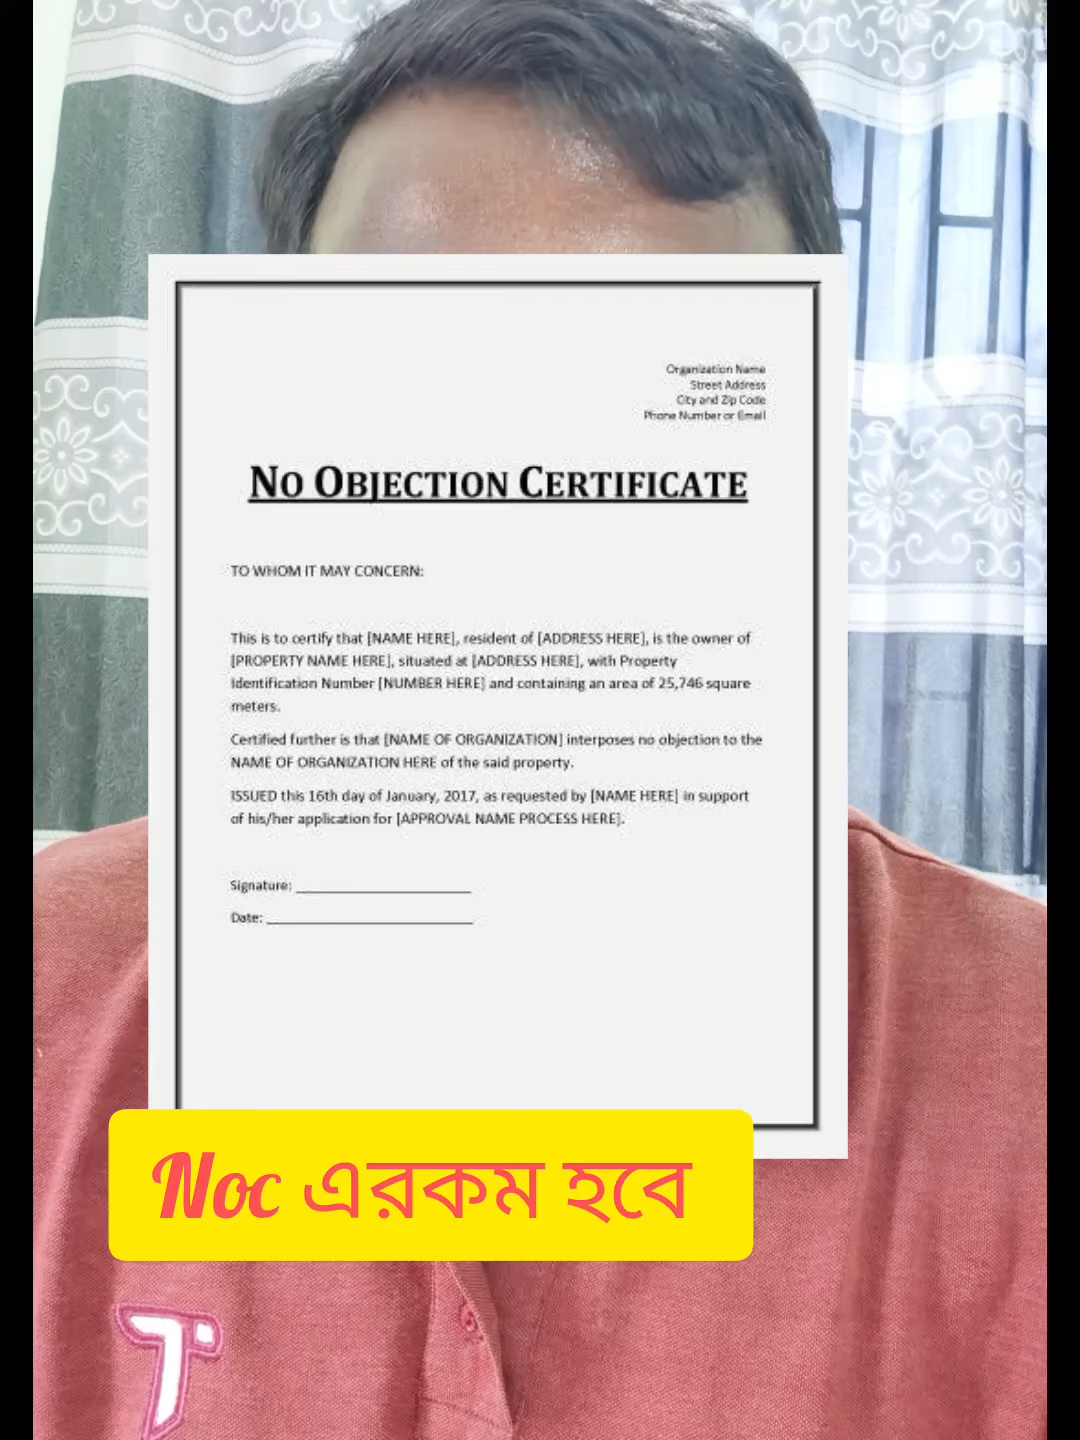 Organization Name
Street Address
City and Zip Code
Phone Number or Email
NO OBJECTION CERTIFICATE
TO WHOM IT MAY CONCERN:
This is to certify that [NAME HERE], resident of [ADDRESS HERE], is the owner of
[PROPERTY NAME HERE], situated at [ADDRESS HERE], with Property
Identification Number [NUMBER HERE] and containing an area of 25,746 square
meters.
Certified further is that [NAME OF ORGANIZATION] interposes no objection to the
NAME OF ORGANIZATION HERE of the said property.
ISSUED this 16th day of January, 2017, as requested by [NAME HERE] in support
of his/her application for [APPROVAL NAME PROCESS HERE].
Signature:
Date:
Noc এরকম হবে
T